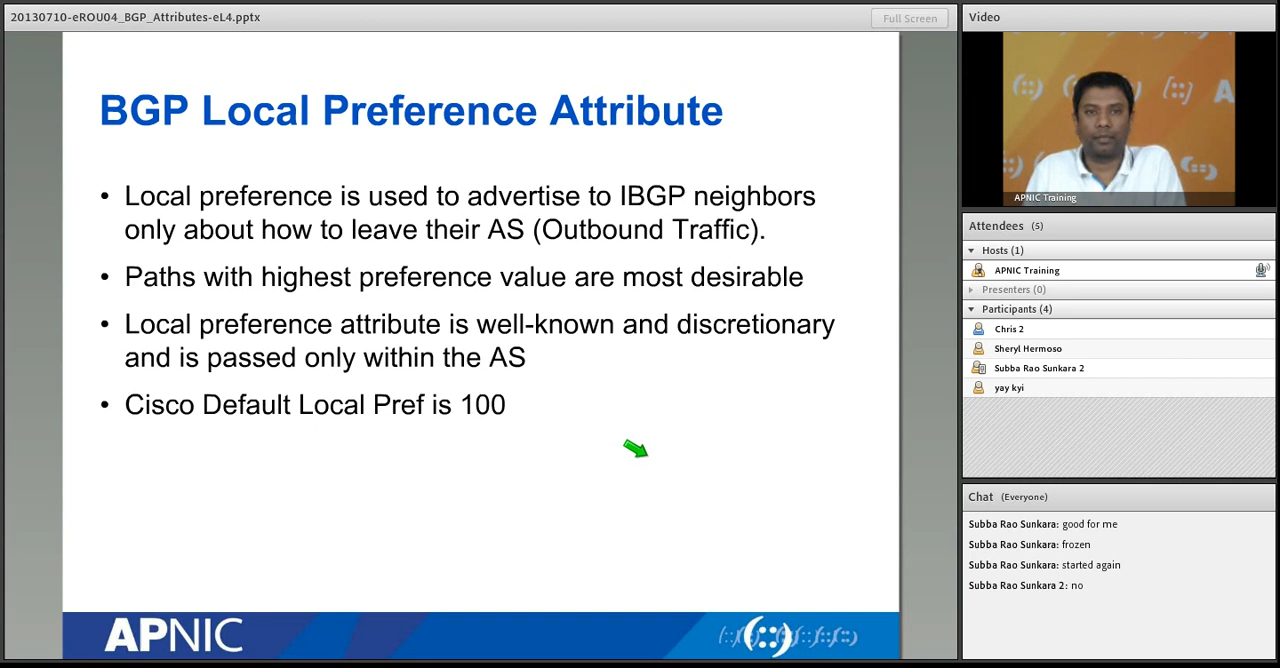 20130710-eROU04_BGP_Attributes-eL4.pptx
Full Screen
BGP Local Preference Attribute
• Local preference is used to advertise to IBGP neighbors
only about how to leave their AS (Outbound Traffic).
• Paths with highest preference value are most desirable
• Local preference attribute is well-known and discretionary
and is passed only within the AS
• Cisco Default Local Pref is 100
APNIC
Video
A
APNIC Training
Attendees (5)
Hosts (1)
APNIC Training
Presenters (0)
Participants (4)
Chris 2
Sheryl Hermoso
Subba Rao Sunkara 2
yay kyi
Chat (Everyone)
Subba Rao Sunkara: good for me
Subba Rao Sunkara: frozen
Subba Rao Sunkara: started again
Subba Rao Sunkara 2: no